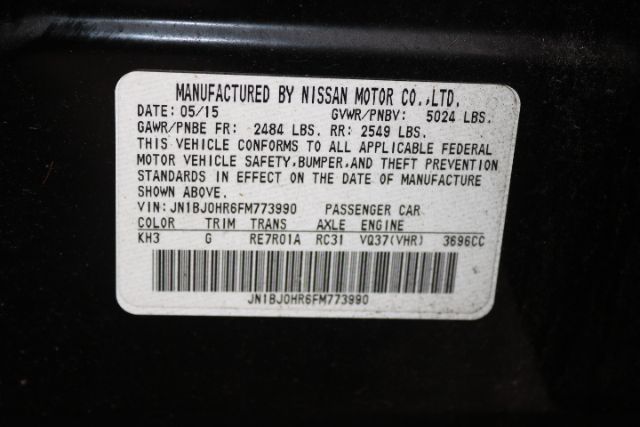 MANUFACTURED BY NISSAN MOTOR CO.,LTD.
DATE: 05/15 GVWR/PNBV: 5024 LBS.
GAWR/PNBE FR: 2484 LBS. RR: 2549 LBS.
THIS VEHICLE CONFORMS TO ALL APPLICABLE FEDERAL
MOTOR VEHICLE SAFETY,BUMPER,AND THEFT PREVENTION
STANDARDS IN EFFECT ON THE DATE OF MANUFACTURE
SHOWN ABOVE.
VIN: JN1BJ0HR6FM773990 PASSENGER CAR
COLOR TRIM TRANS AXLE ENGINE
KH3 G RE7R01A RC31 VQ37(VHR) 3696CC
JN1BJ0HR6FM773990